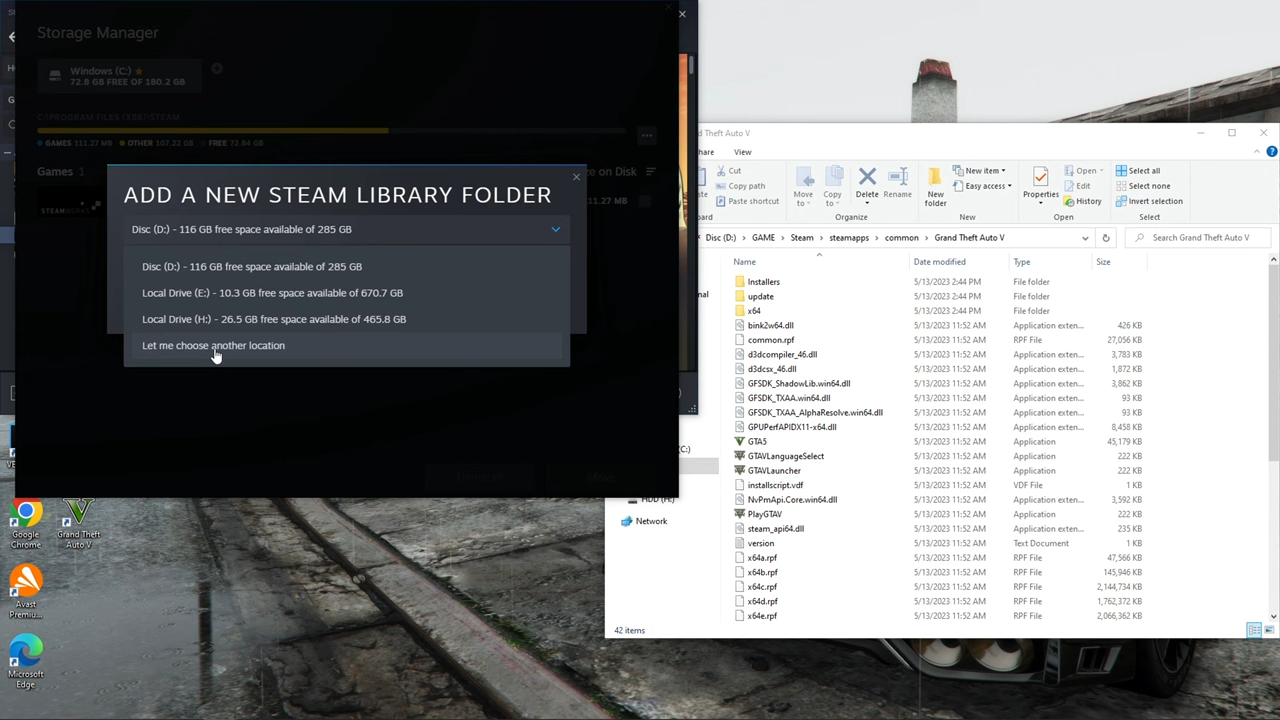 Storage Manager
Windows (C:)
72.8 GB FREE OF 180.2 GB
C:\PROGRAM FILES (X86)\STEAM
GAMES 111.27 MB OTHER 107.22 GB FREE 72.84 GB
Games 1
e on Disk
STEAMWORKS
11.27 MB
ADD A NEW STEAM LIBRARY FOLDER
Disc (D:) - 116 GB free space available of 285 GB
Disc (D:) - 116 GB free space available of 285 GB
Local Drive (E:) - 10.3 GB free space available of 670.7 GB
Local Drive (H:) - 26.5 GB free space available of 465.8 GB
Let me choose another location
Google
Chrome
Grand Theft
Auto V
Avast
Premiu...
Microsoft
Edge
nd Theft Auto V
hare View
Cut
Copy path
Paste shortcut
Move to
Copy to
Delete
Rename
New folder
New item
Easy access
Properties
Open
Edit
History
Select all
Select none
Invert selection
ard
Organize
New
Open
Select
Disc (D:) > GAME > Steam > steamapps > common > Grand Theft Auto V
Search Grand Theft Auto V
Name Date modified Type Size
Installers 5/13/2023 2:44 PM File folder
update 5/13/2023 2:44 PM File folder
x64 5/13/2023 2:44 PM File folder
bink2w64.dll 5/13/2023 11:52 AM Application exten... 426 KB
common.rpf 5/13/2023 11:52 AM RPF File 27,056 KB
d3dcompiler_46.dll 5/13/2023 11:52 AM Application exten... 3,783 KB
d3dcsx_46.dll 5/13/2023 11:52 AM Application exten... 1,872 KB
GFSDK_ShadowLib.win64.dll 5/13/2023 11:52 AM Application exten... 3,862 KB
GFSDK_TXAA.win64.dll 5/13/2023 11:52 AM Application exten... 93 KB
GFSDK_TXAA_AlphaResolve.win64.dll 5/13/2023 11:52 AM Application exten... 93 KB
GPUPerfAPIDX11-x64.dll 5/13/2023 11:52 AM Application exten... 8,458 KB
GTA5 5/13/2023 11:52 AM Application 45,179 KB
GTAVLanguageSelect 5/13/2023 11:52 AM Application 222 KB
GTAVLauncher 5/13/2023 11:52 AM Application 222 KB
installscript.vdf 5/13/2023 11:52 AM VDF File 1 KB
NvPmApi.Core.win64.dll 5/13/2023 11:52 AM Application exten... 3,592 KB
PlayGTAV 5/13/2023 11:52 AM Application 222 KB
steam_api64.dll 5/13/2023 11:52 AM Application exten... 235 KB
version 5/13/2023 11:52 AM Text Document 1 KB
x64a.rpf 5/13/2023 11:52 AM RPF File 47,566 KB
x64b.rpf 5/13/2023 11:52 AM RPF File 145,946 KB
x64c.rpf 5/13/2023 11:52 AM RPF File 2,144,734 KB
x64d.rpf 5/13/2023 11:52 AM RPF File 1,762,372 KB
x64e.rpf 5/13/2023 11:52 AM RPF File 2,066,362 KB
nal
(C:)
HDD (H:)
Network
42 items